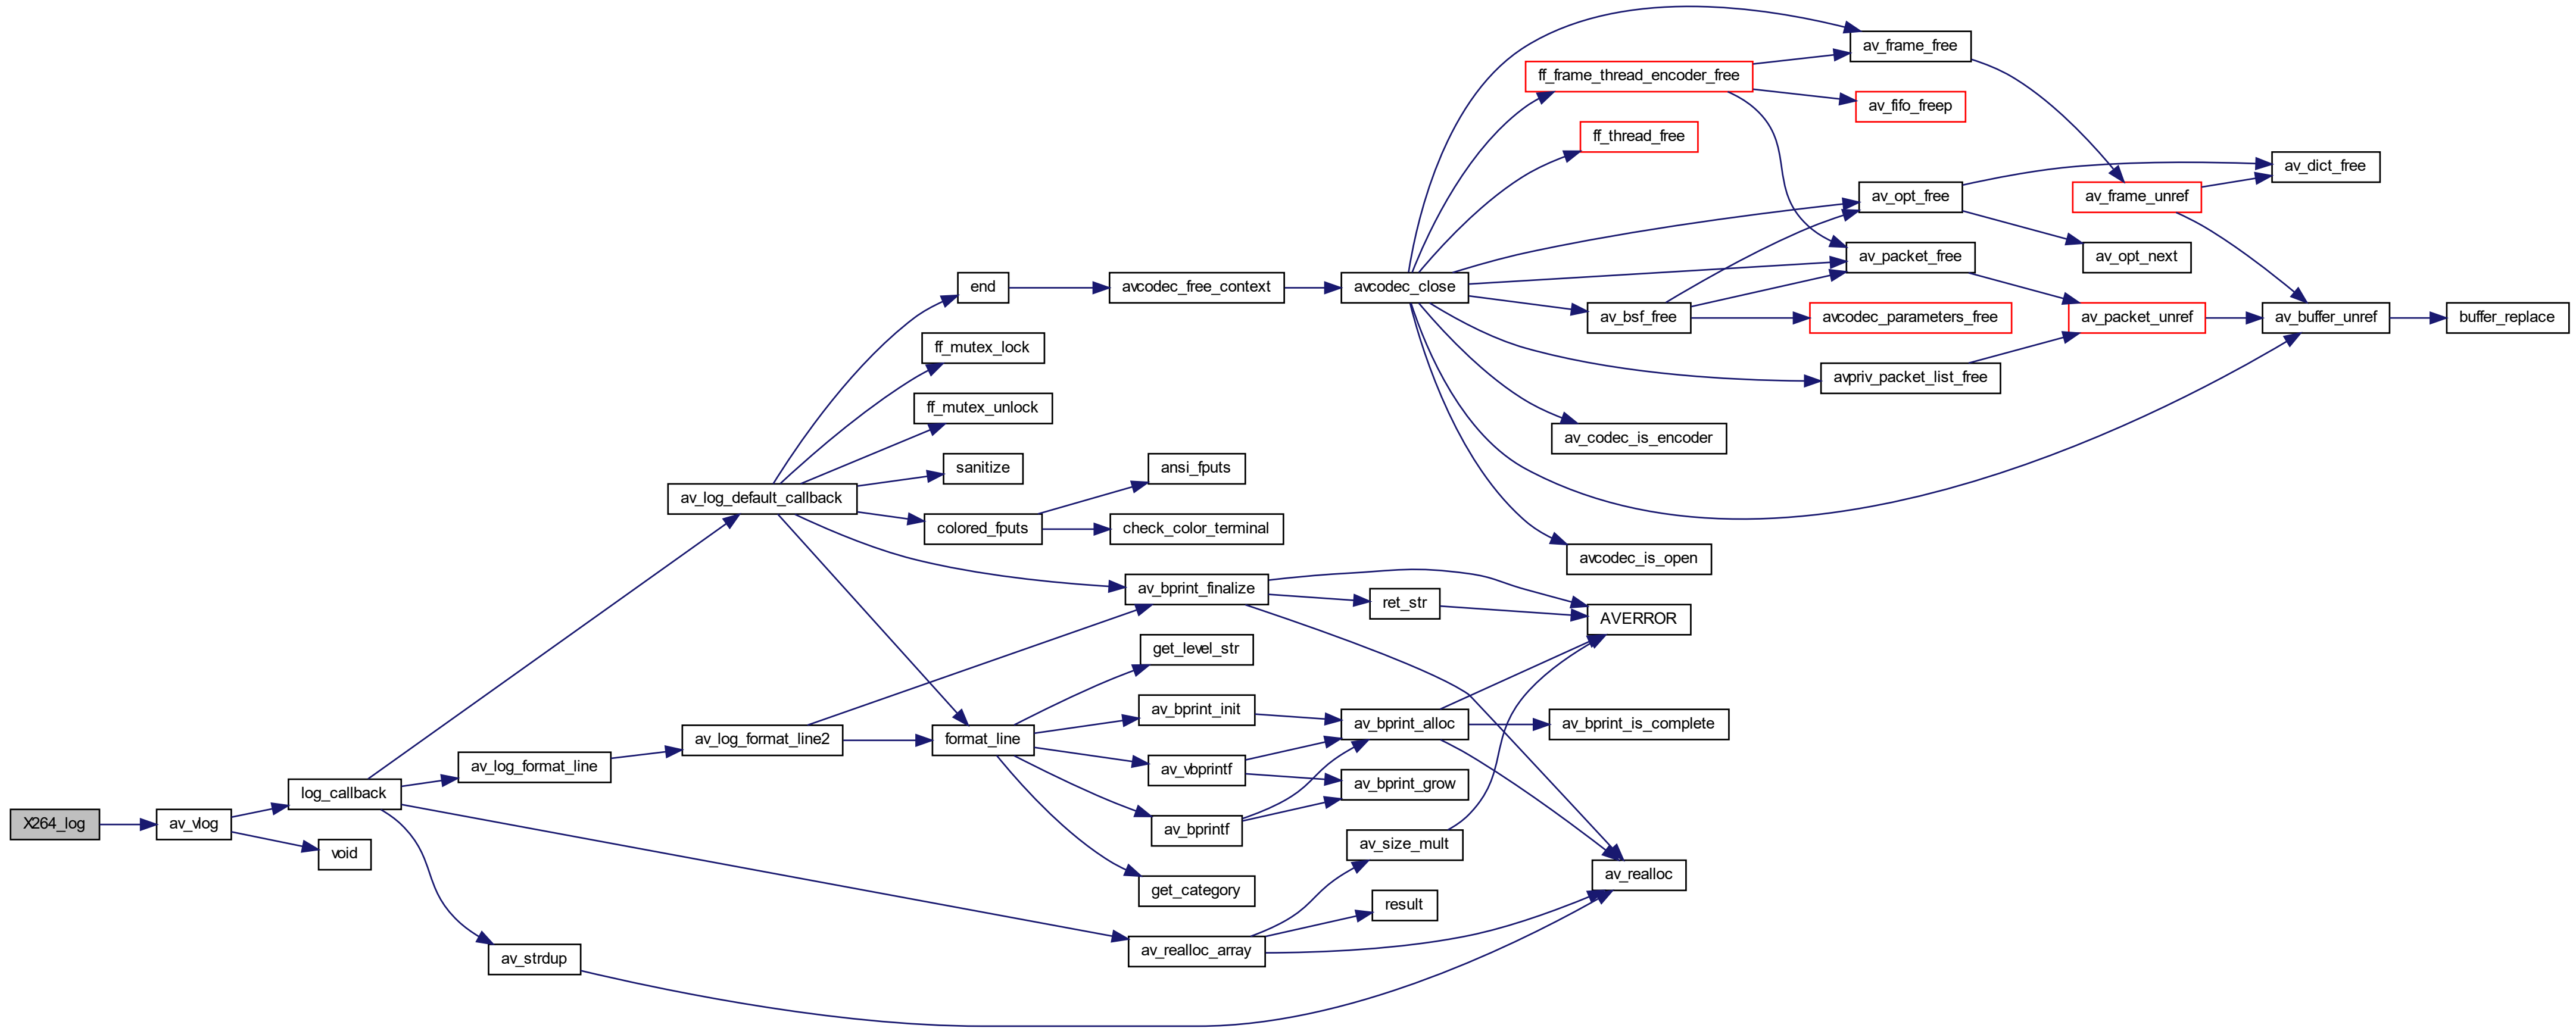 av_frame_free
ff_frame_thread_encoder_free
av_fifo_freep
ff_thread_free
av_dict_free
av_opt_free
av_frame_unref
av_packet_free
av_opt_next
end
avcodec_free_context
avcodec_close
av_bsf_free
avcodec_parameters_free
av_packet_unref
av_buffer_unref
buffer_replace
ff_mutex_lock
avpriv_packet_list_free
ff_mutex_unlock
av_codec_is_encoder
sanitize
ansi_fputs
av_log_default_callback
colored_fputs
check_color_terminal
avcodec_is_open
av_bprint_finalize
ret_str
AVERROR
get_level_str
av_bprint_init
av_bprint_alloc
av_bprint_is_complete
av_log_format_line2
format_line
av_log_format_line
av_vbprintf
av_bprint_grow
log_callback
X264_log
av_vlog
av_bprintf
void
av_size_mult
av_realloc
get_category
result
av_realloc_array
av_strdup